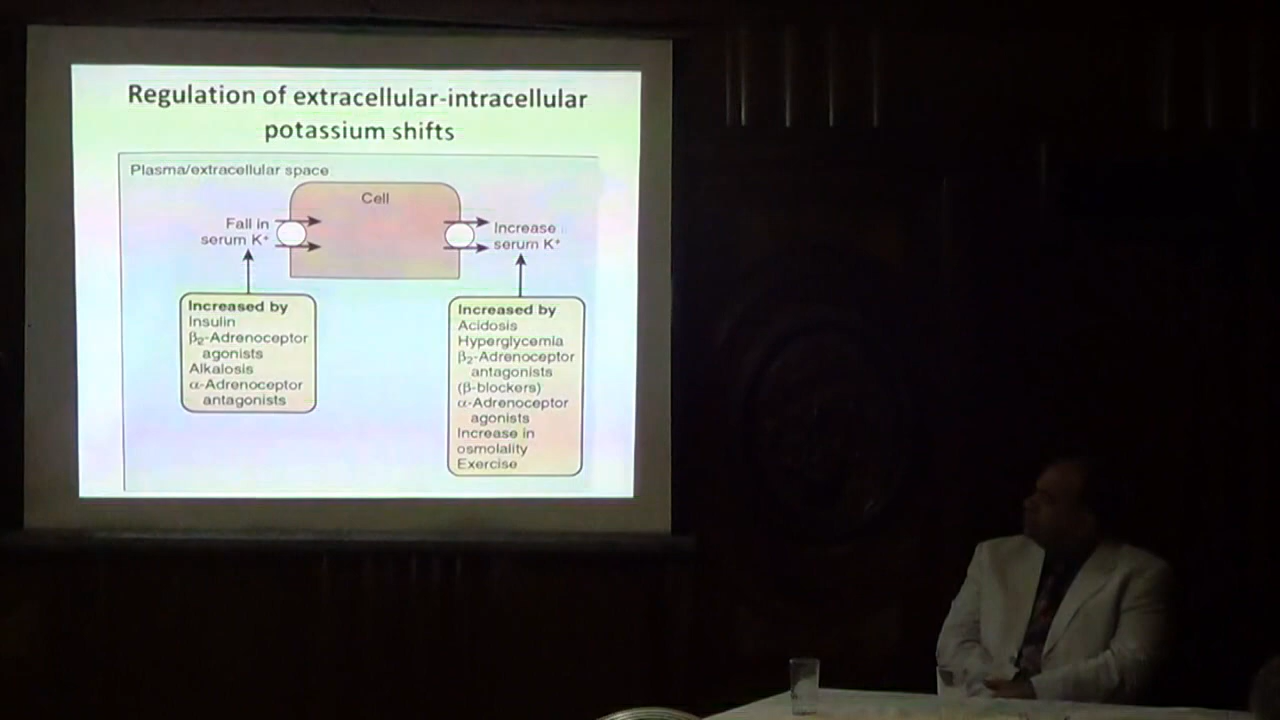 Regulation of extracellular-intracellular
potassium shifts
Plasma/extracellular space
Cell
Fall in
serum K⁺
Increase
serum K⁺
Increased by
Insulin
β₂-Adrenoceptor
agonists
Alkalosis
α-Adrenoceptor
antagonists
Increased by
Acidosis
Hyperglycemia
β₂-Adrenoceptor
antagonists
(β-blockers)
α-Adrenoceptor
agonists
Increase in
osmolality
Exercise